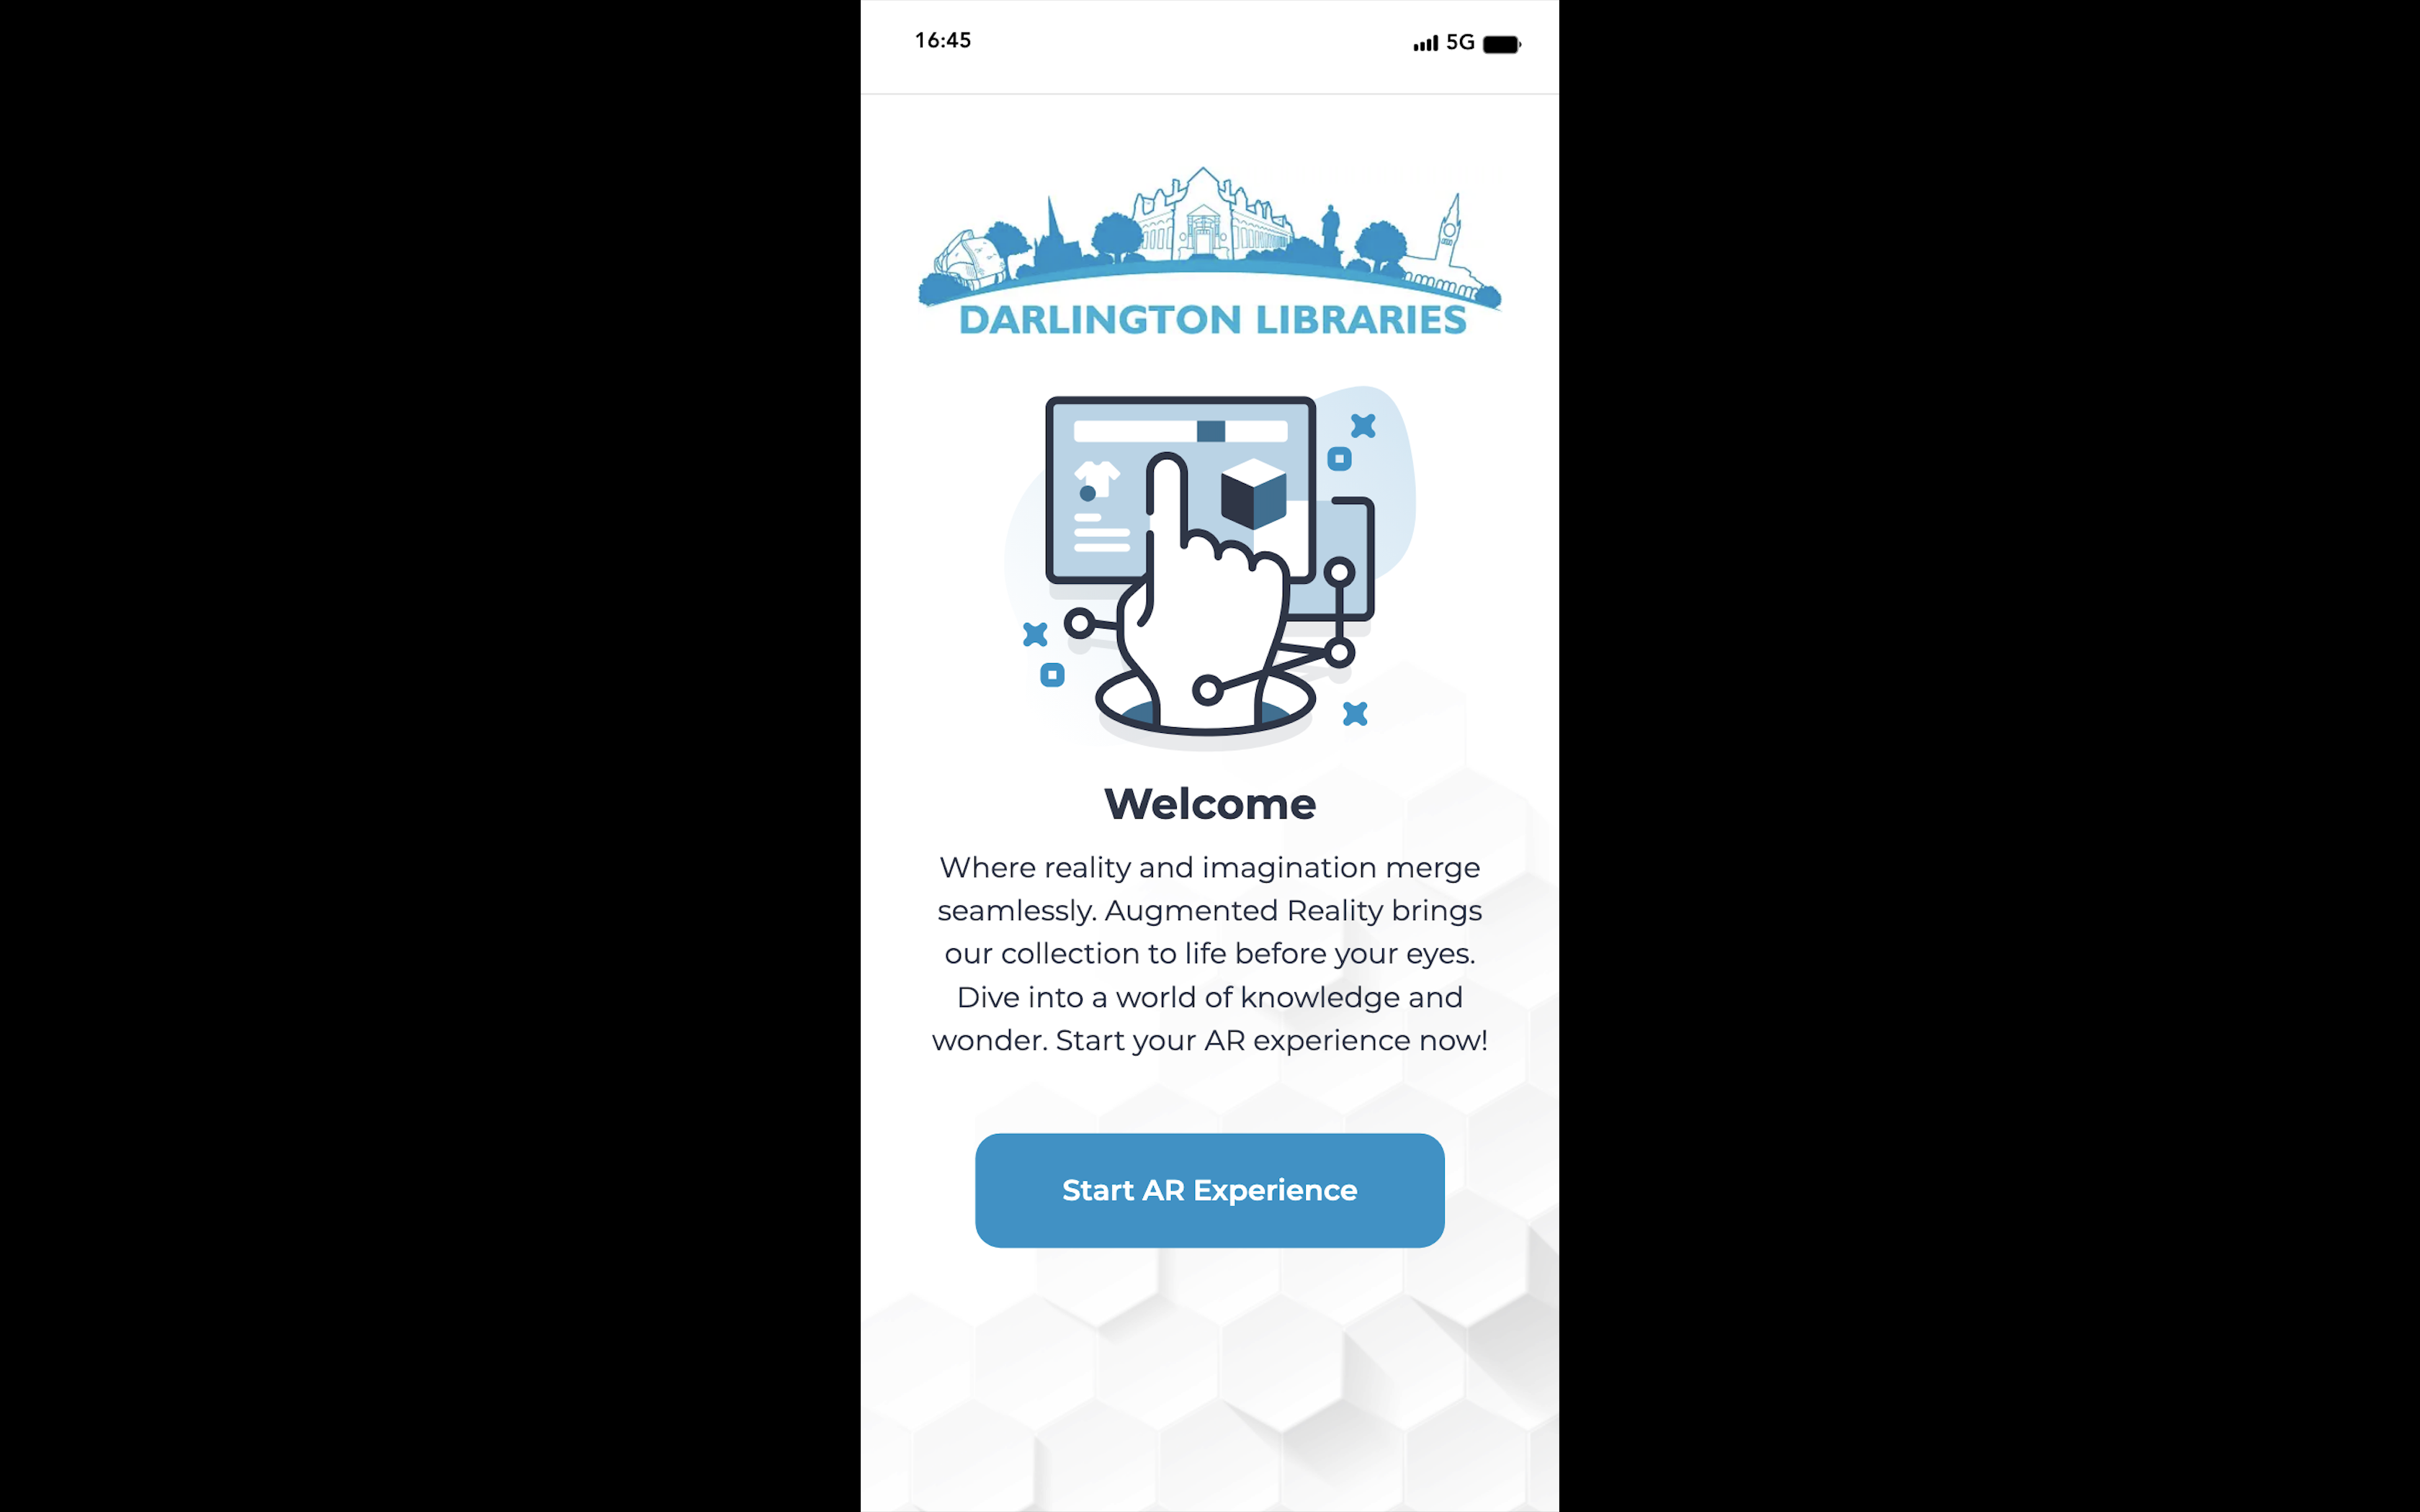 16:45
5G
DARLINGTON LIBRARIES
Welcome
Where reality and imagination merge
seamlessly. Augmented Reality brings
our collection to life before your eyes.
Dive into a world of knowledge and
wonder. Start your AR experience now!
Start AR Experience